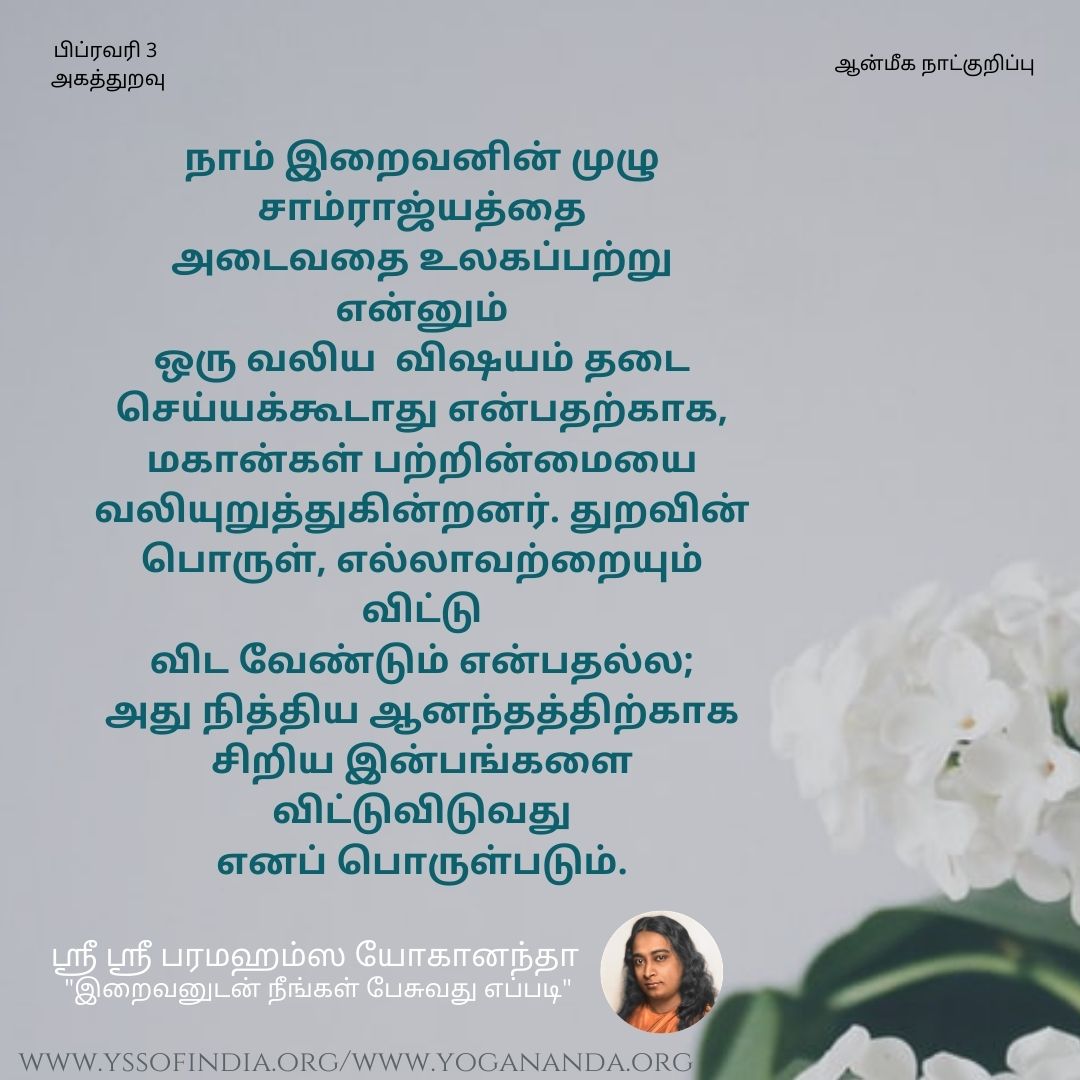 பிப்ரவரி 3
அகத்துறவு
ஆன்மீக நாட்குறிப்பு
நாம் இறைவனின் முழு
சாம்ராஜ்யத்தை
அடைவதை உலகப்பற்று
என்னும்
ஒரு வலிய விஷயம் தடை
செய்யக்கூடாது என்பதற்காக,
மகான்கள் பற்றின்மையை
வலியுறுத்துகின்றனர். துறவின்
பொருள், எல்லாவற்றையும்
விட்டு
விட வேண்டும் என்பதல்ல;
அது நித்திய ஆனந்தத்திற்காக
சிறிய இன்பங்களை
விட்டுவிடுவது
எனப் பொருள்படும்.
ஸ்ரீ ஸ்ரீ பரமஹம்ஸ யோகானந்தா
"இறைவனுடன் நீங்கள் பேசுவது எப்படி"
WWW.YSSOFINDIA.ORG/WWW.YOGANANDA.ORG